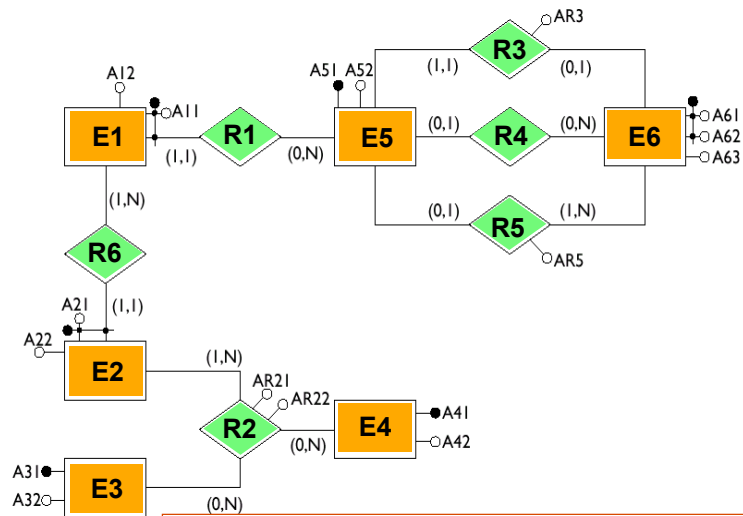 AR3
R3
(1,1)
(0,1)
A12
A51
A52
A11
E1
R1
E5
(0,1)
R4
(0,N)
E6
A61
A62
A63
(1,1)
(0,N)
(1,N)
(0,1)
R5
(1,N)
AR5
R6
(1,1)
A21
A22
E2
(1,N)
AR21
AR22
R2
(0,N)
E4
A41
A42
A31
A32
E3
(0,N)